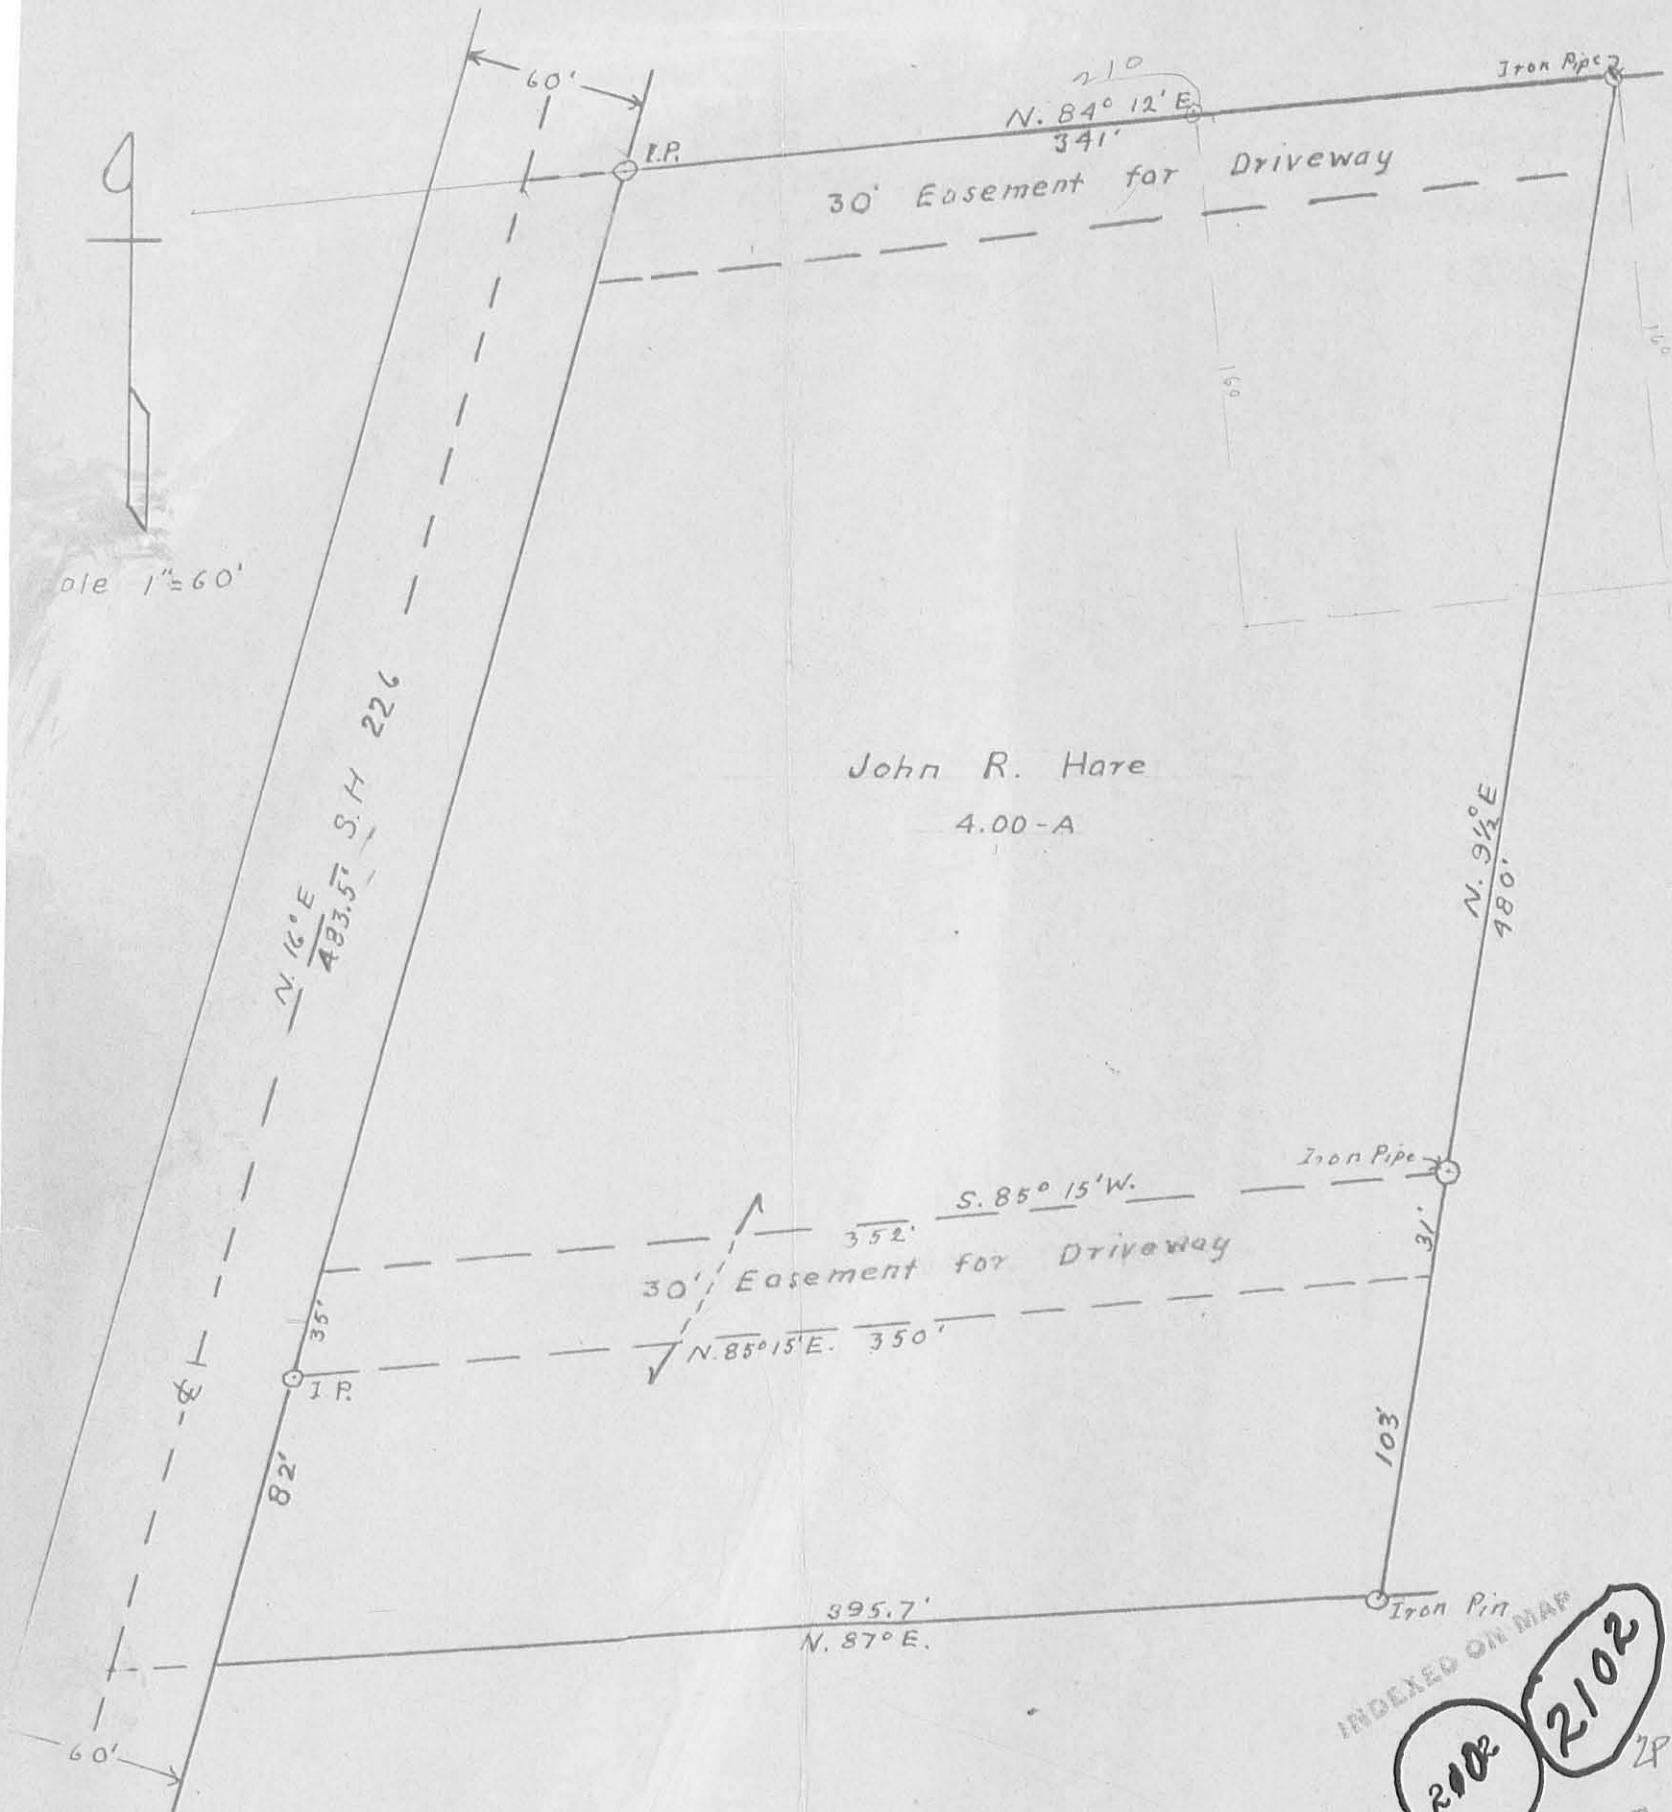 60'
210
Iron Pipe
N. 84° 12' E
341'
I.P.
30' Easement for Driveway
160
160
1"=60'
S.H 226
John R. Hare
4.00-A
N. 9½° E
480'
N. 16° E
483.5'
Iron Pipe
S. 85° 15' W.
352'
31'
30' Easement for Driveway
35'
N. 85° 15' E. 350'
I.P.
℄
103'
82'
Iron Pin
395.7'
N. 87° E.
INDEXED ON MAP
2102
2102
60'